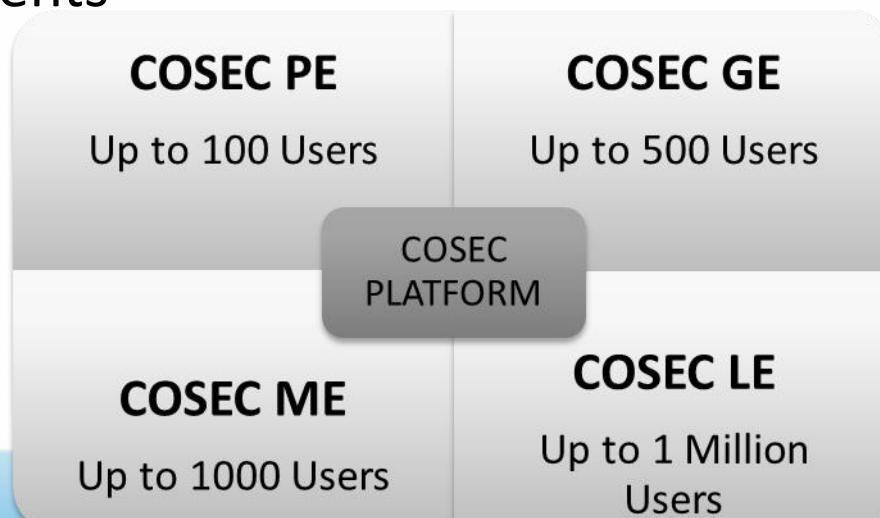 COSEC PE
Up to 100 Users
COSEC GE
Up to 500 Users
COSEC
PLATFORM
COSEC ME
Up to 1000 Users
COSEC LE
Up to 1 Million
Users